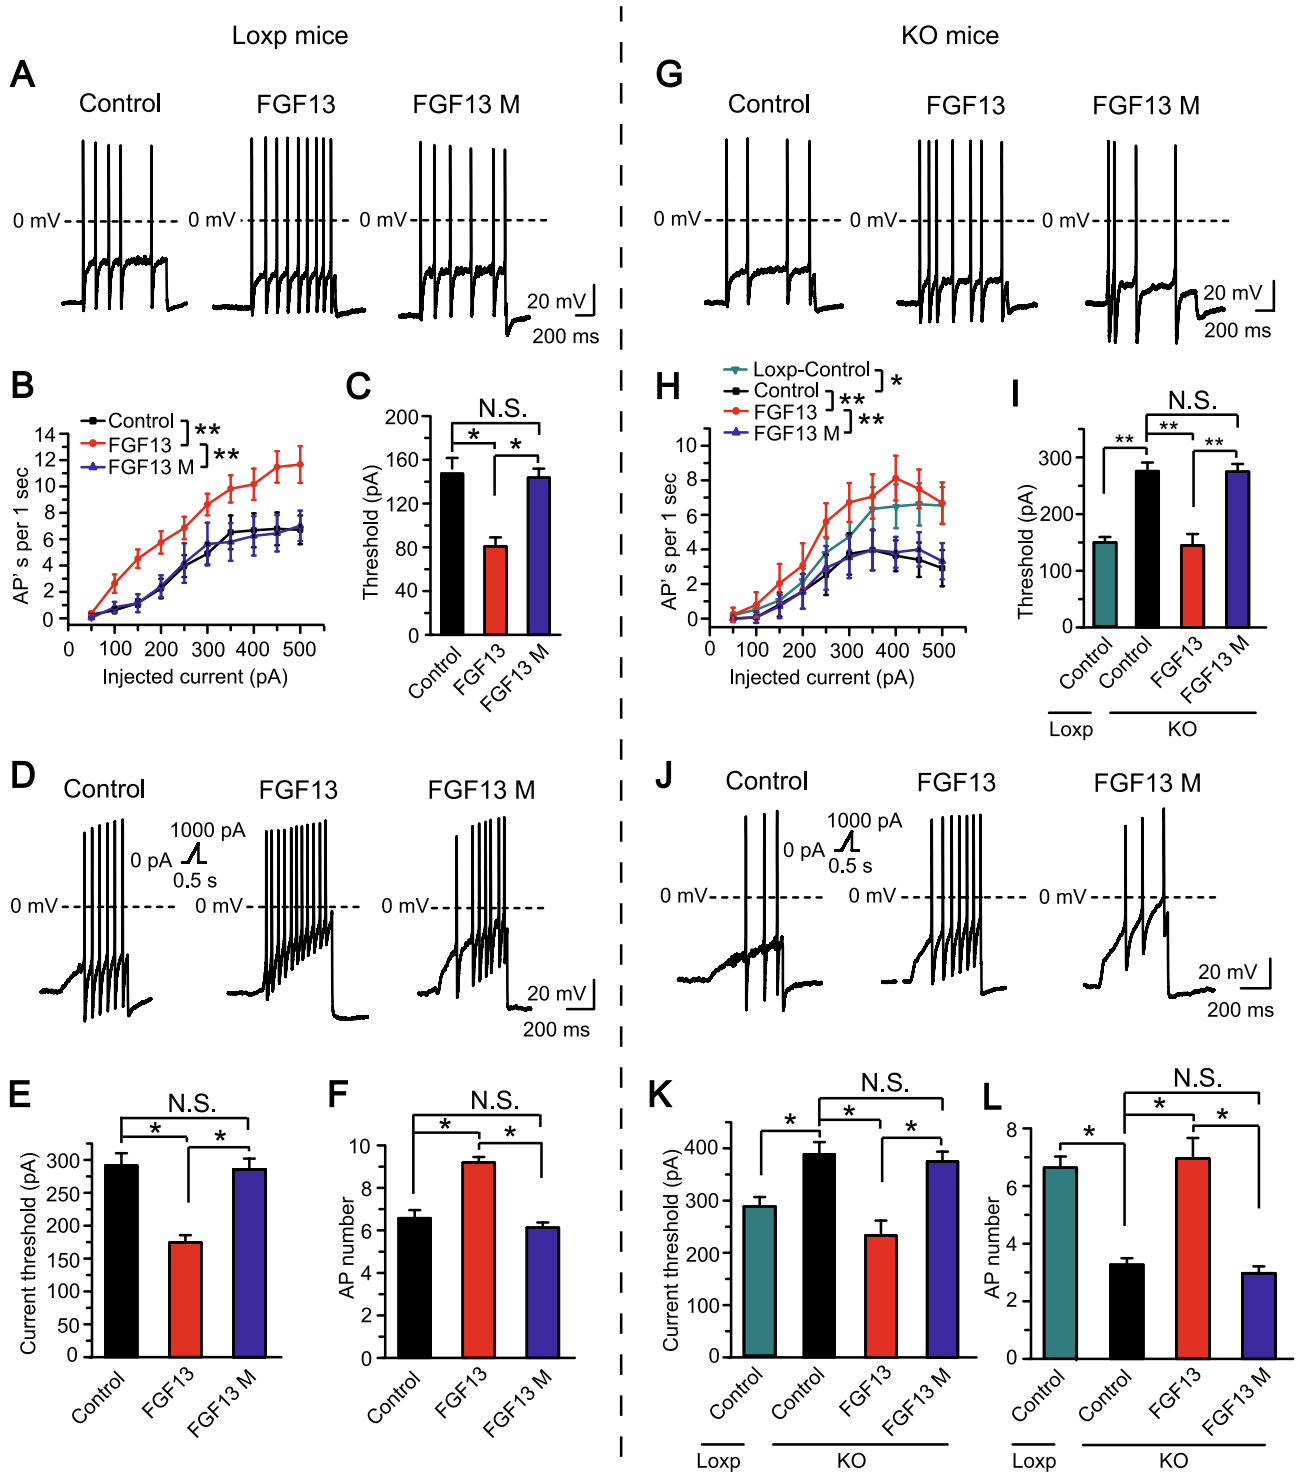 Loxp mice
KO mice
A
Control
FGF13
FGF13 M
0 mV
0 mV
0 mV
20 mV
200 ms
G
Control
FGF13
FGF13 M
0 mV
0 mV
0 mV
20 mV
200 ms
B
Control
FGF13
FGF13 M
**
**
AP' s per 1 sec
14
12
10
8
6
4
2
0
0 100 200 300 400 500
Injected current (pA)
C
N.S.
*
*
Threshold (pA)
200
160
120
80
40
0
Control
FGF13
FGF13 M
H
Loxp-Control
Control
FGF13
FGF13 M
*
**
**
AP' s per 1 sec
10
8
6
4
2
0
0 100 200 300 400 500
Injected current (pA)
I
N.S.
**
**
**
Threshold (pA)
300
200
150
100
0
Control
Control
FGF13
FGF13 M
Loxp
KO
D
Control
FGF13
FGF13 M
1000 pA
0 pA
0.5 s
0 mV
0 mV
0 mV
20 mV
200 ms
J
Control
FGF13
FGF13 M
1000 pA
0 pA
0.5 s
0 mV
0 mV
0 mV
20 mV
200 ms
E
N.S.
*
*
Current threshold (pA)
300
250
200
175
150
100
50
0
Control
FGF13
FGF13 M
F
N.S.
*
*
AP number
10
8
6
4
2
0
Control
FGF13
FGF13 M
K
N.S.
*
*
*
Current threshold (pA)
400
300
200
100
0
Control
Control
FGF13
FGF13 M
Loxp
KO
L
N.S.
*
*
*
AP number
8
6
4
2
0
Control
Control
FGF13
FGF13 M
Loxp
KO